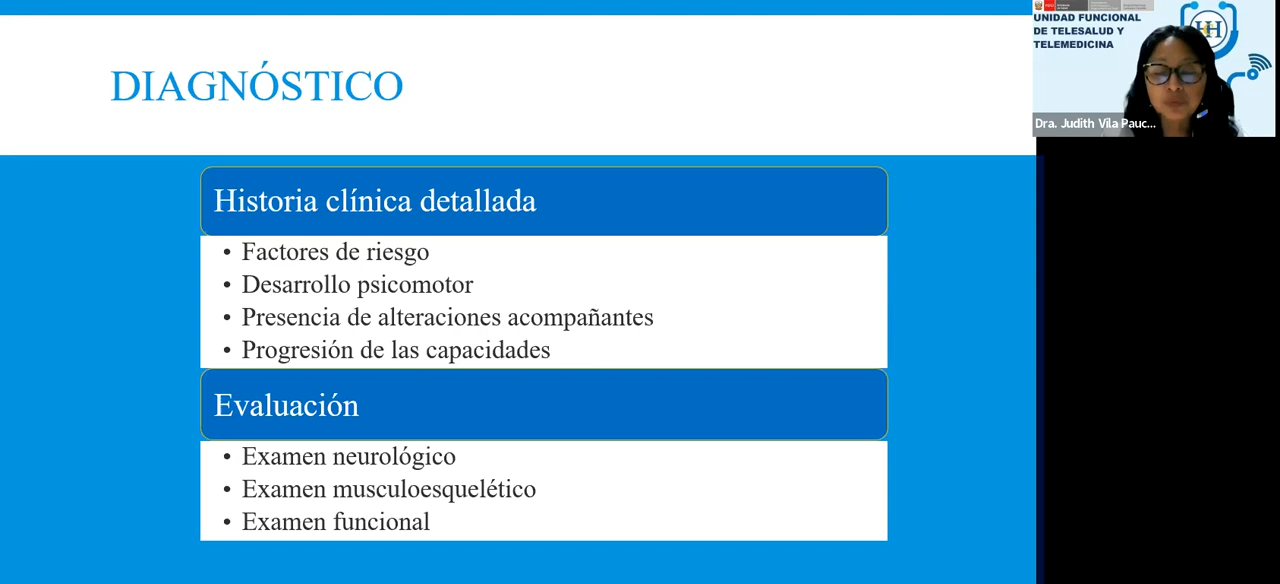 DIAGNÓSTICO
Historia clínica detallada
• Factores de riesgo
• Desarrollo psicomotor
• Presencia de alteraciones acompañantes
• Progresión de las capacidades
Evaluación
• Examen neurológico
• Examen musculoesquelético
• Examen funcional
UNIDAD FUNCIONAL
DE TELESALUD Y
TELEMEDICINA
HH
Dra. Judith Vila Pauc...